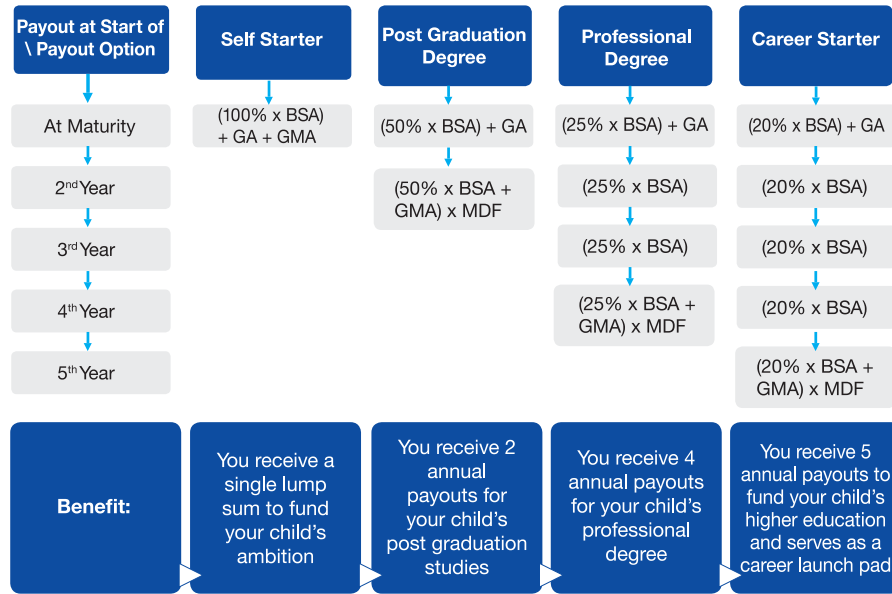 Payout at Start of
\ Payout Option
Self Starter
Post Graduation
Degree
Professional
Degree
Career Starter
At Maturity
(100% x BSA)
+ GA + GMA
(50% x BSA) + GA
(25% x BSA) + GA
(20% x BSA) + GA
2nd Year
(50% x BSA +
GMA) x MDF
(25% x BSA)
(20% x BSA)
3rd Year
(25% x BSA)
(20% x BSA)
4th Year
(25% x BSA +
GMA) x MDF
(20% x BSA)
5th Year
(20% x BSA +
GMA) x MDF
Benefit:
You receive a
single lump
sum to fund
your child's
ambition
You receive 2
annual
payouts for
your child's
post graduation
studies
You receive 4
annual payouts
for your child's
professional
degree
You receive 5
annual payouts to
fund your child's
higher education
and serves as a
career launch pad